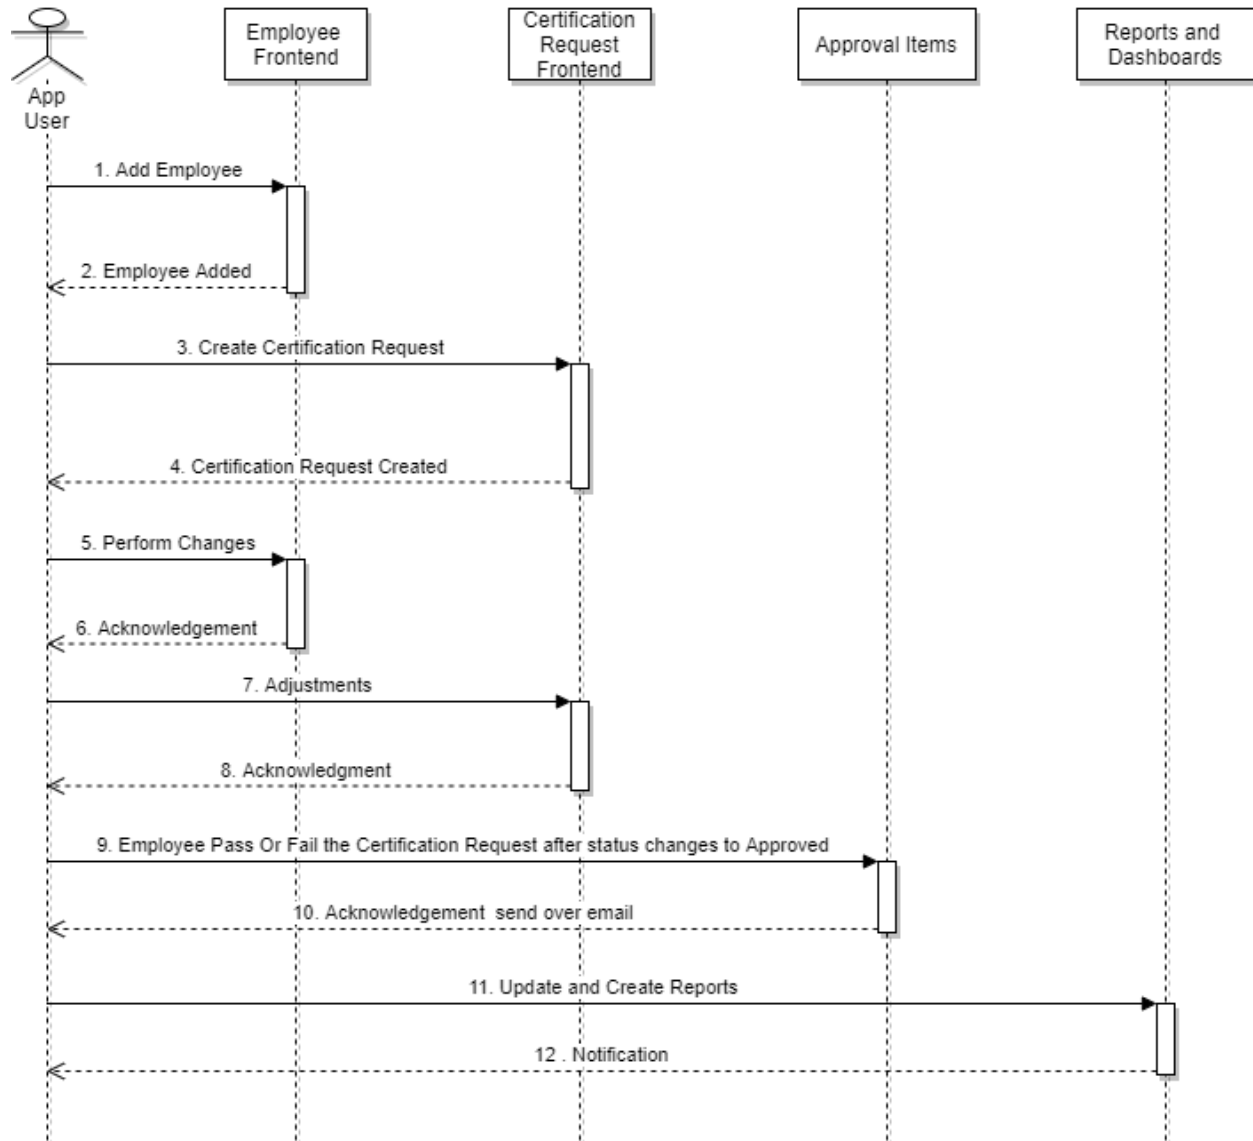 App
User
Employee
Frontend
Certification
Request
Frontend
Approval Items
Reports and
Dashboards
1. Add Employee
2. Employee Added
3. Create Certification Request
4. Certification Request Created
5. Perform Changes
6. Acknowledgement
7. Adjustments
8. Acknowledgment
9. Employee Pass Or Fail the Certification Request after status changes to Approved
10. Acknowledgement  send over email
11. Update and Create Reports
12 . Notification